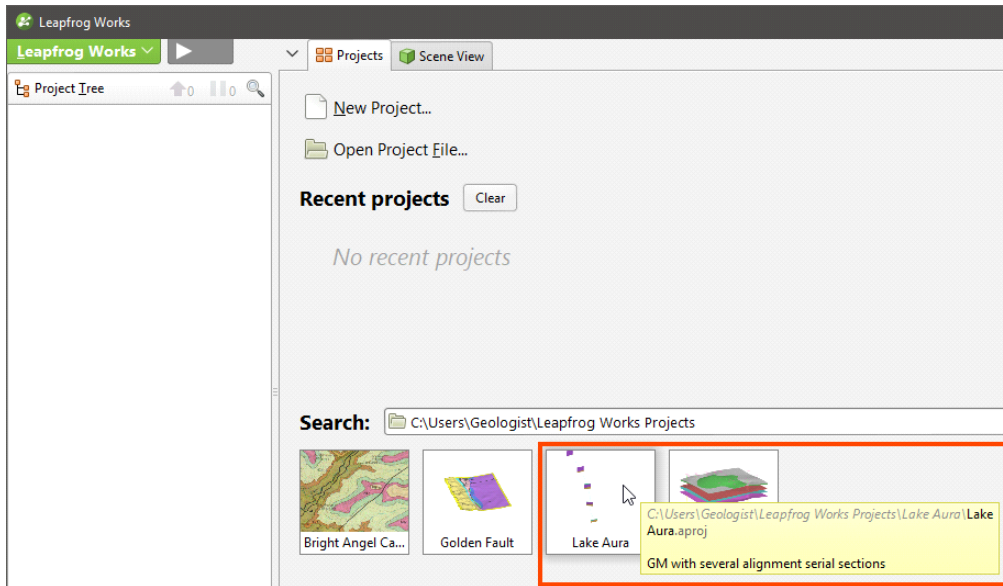 Leapfrog Works
Leapfrog Works
Projects
Scene View
Project Tree
0
0
New Project...
Open Project File...
Recent projects
Clear
No recent projects
Search:
C:\Users\Geologist\Leapfrog Works Projects
Bright Angel Ca...
Golden Fault
Lake Aura
C:\Users\Geologist\Leapfrog Works Projects\Lake Aura\Lake
Aura.aproj
GM with several alignment serial sections